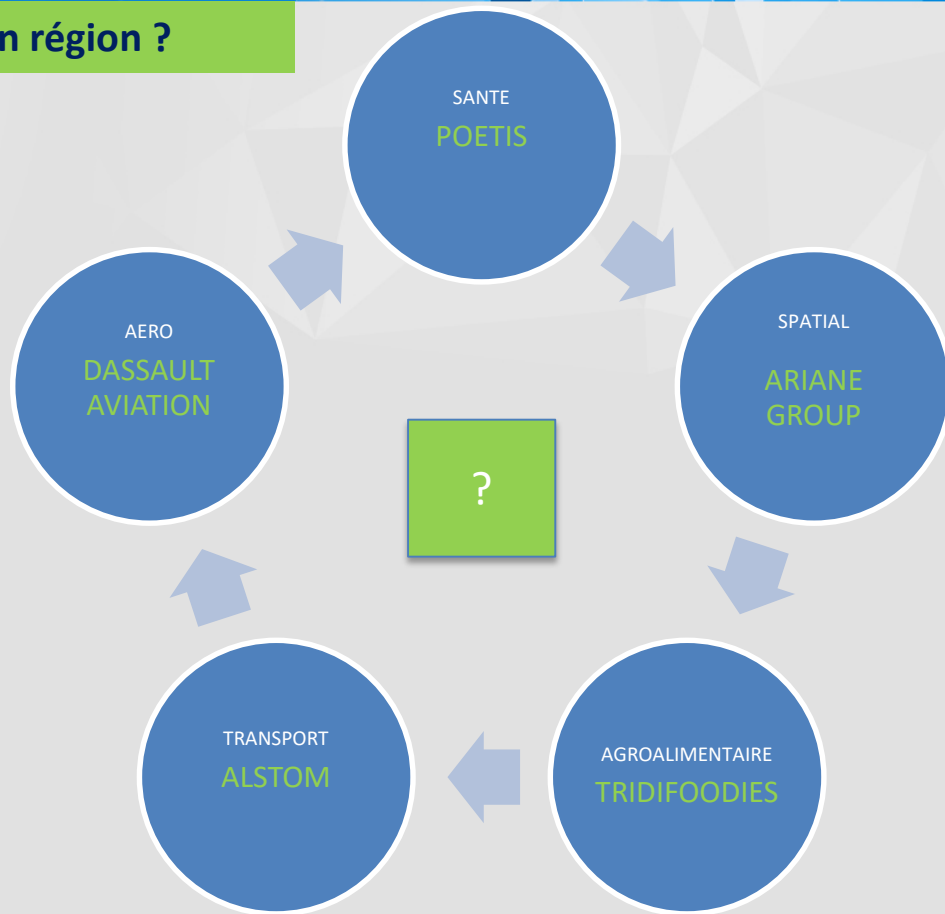 n région ?
SANTE
POETIS
SPATIAL
ARIANE
GROUP
AGROALIMENTAIRE
TRIDIFOODIES
TRANSPORT
ALSTOM
AERO
DASSAULT
AVIATION
?